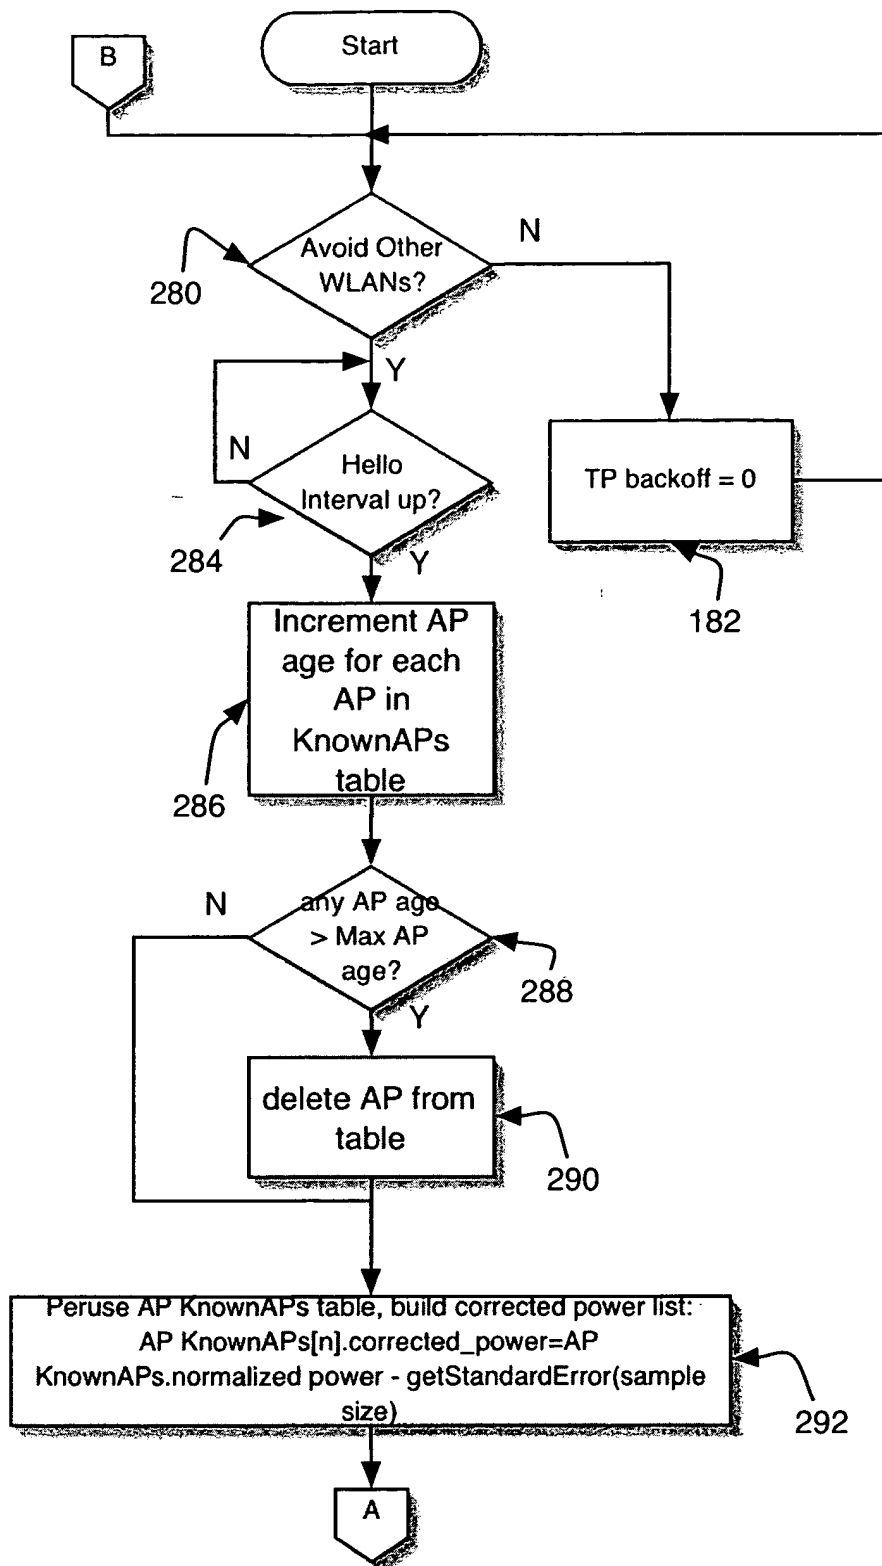 B
Start
Avoid Other
WLANs?
N
280
Y
N
Hello
Interval up?
TP backoff = 0
284
Y
182
Increment AP
age for each
AP in
KnownAPs
table
286
N
any AP age
> Max AP
age?
288
Y
delete AP from
table
290
Peruse AP KnownAPs table, build corrected power list:
AP KnownAPs[n].corrected_power=AP
KnownAPs.normalized power - getStandardError(sample
size)
292
A